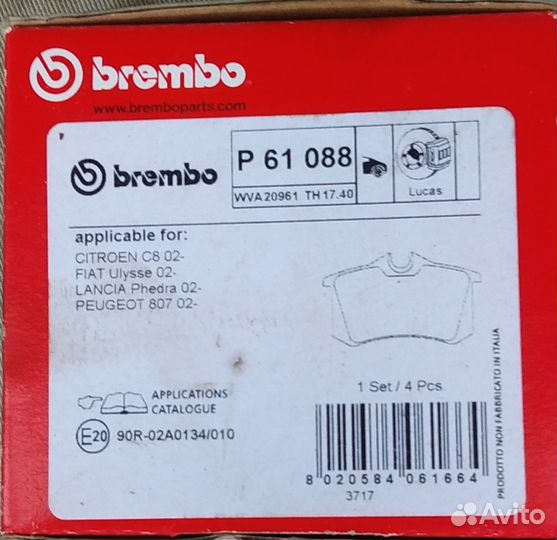 brembo
www.bremboparts.com
brembo
P 61 088
WVA 20961 TH 17.40
Lucas
applicable for:
CITROEN C8 02-
FIAT Ulysse 02-
LANCIA Phedra 02-
PEUGEOT 807 02-
1 Set / 4 Pcs
APPLICATIONS
CATALOGUE
E20 90R-02A0134/010
8 020584 061664
3717
PRODOTTO NON FABBRICATO IN ITALIA
Avito